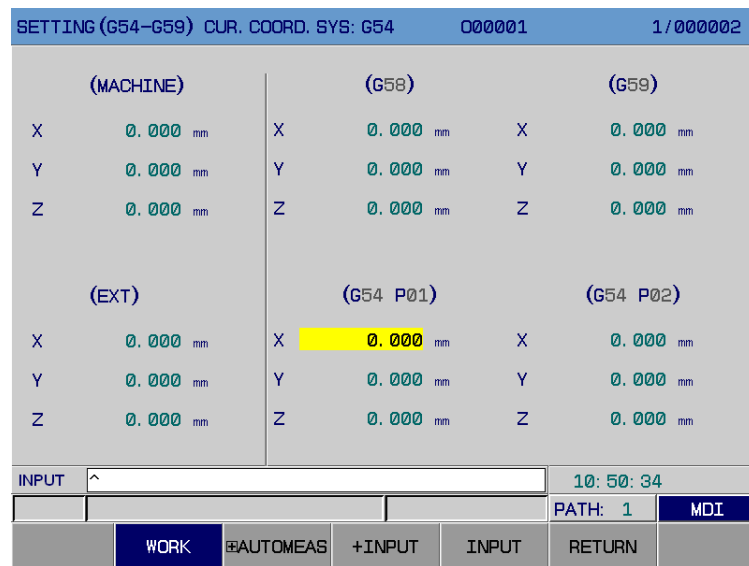 SETTING(G54-G59) CUR. COORD. SYS: G54 O00001 1/000002
(MACHINE) (G58) (G59)
X 0.000 mm X 0.000 mm X 0.000 mm
Y 0.000 mm Y 0.000 mm Y 0.000 mm
Z 0.000 mm Z 0.000 mm Z 0.000 mm
(EXT) (G54 P01) (G54 P02)
X 0.000 mm X 0.000 mm X 0.000 mm
Y 0.000 mm Y 0.000 mm Y 0.000 mm
Z 0.000 mm Z 0.000 mm Z 0.000 mm
INPUT ^ 10:50:34
PATH: 1 MDI
WORK ⊞AUTOMEAS +INPUT INPUT RETURN